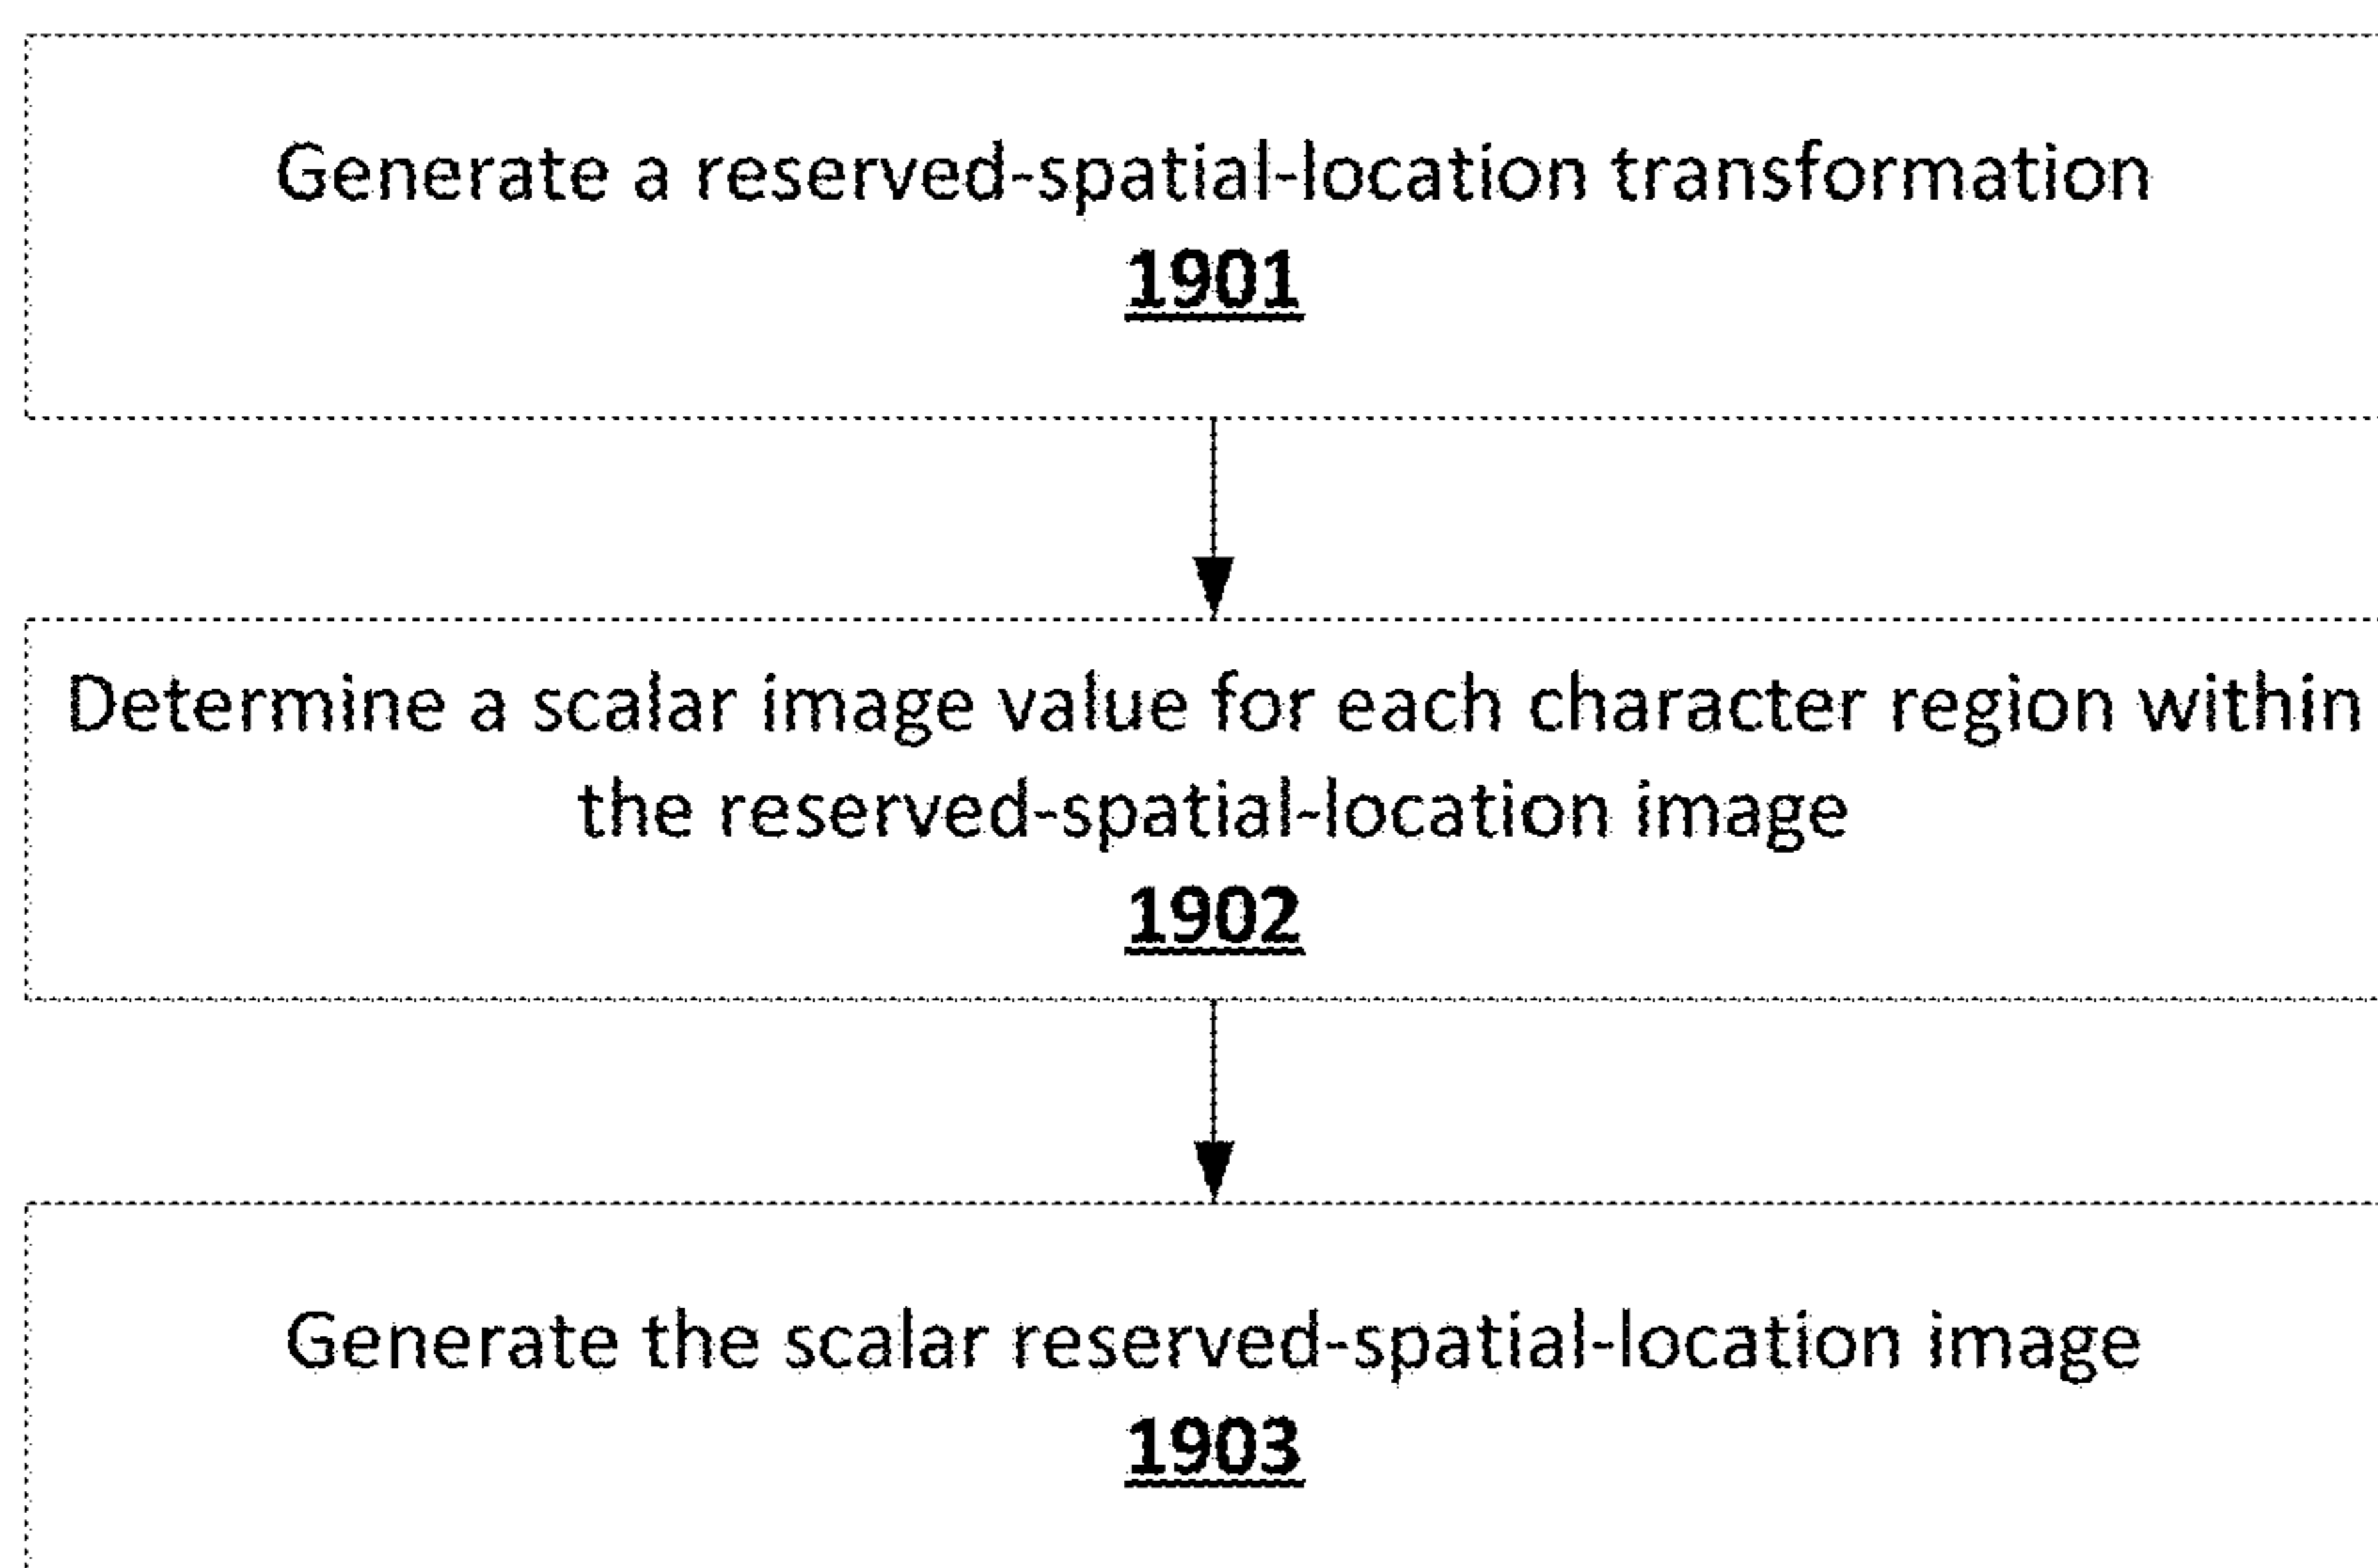 Generate a reserved-spatial-location transformation
1901
Determine a scalar image value for each character region within
the reserved-spatial-location image
1902
Generate the scalar reserved-spatial-location image
1903